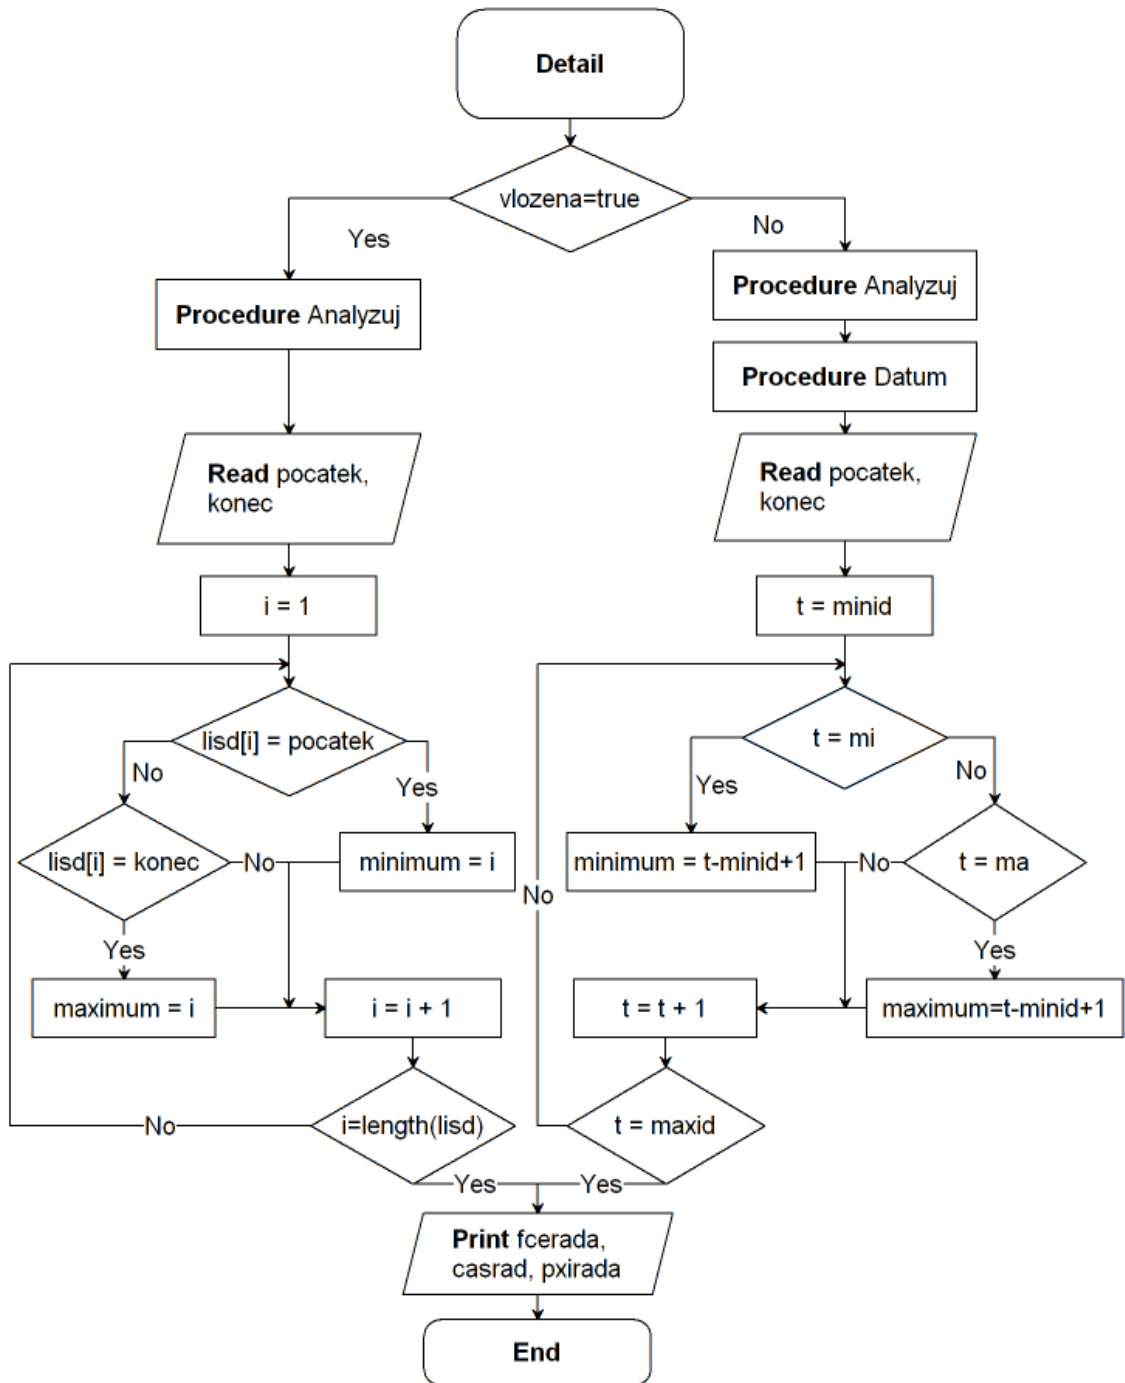 Detail
vlozena=true
Yes
No
Procedure Analyzuj
Procedure Analyzuj
Procedure Datum
Read pocatek,
konec
Read pocatek,
konec
i = 1
t = minid
lisd[i] = pocatek
t = mi
No
Yes
Yes
No
lisd[i] = konec
No
minimum = i
minimum = t-minid+1
No
t = ma
No
Yes
Yes
maximum = i
i = i + 1
t = t + 1
maximum=t-minid+1
No
i=length(lisd)
t = maxid
Yes
Yes
Print fcerada,
casrad, pxirada
End